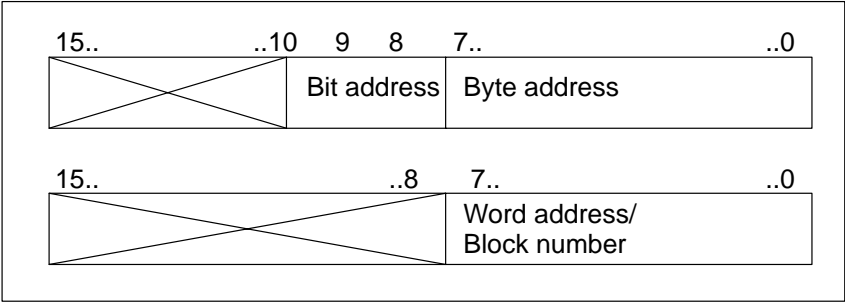 15.. ..10 9 8 7.. ..0
Bit address Byte address
15.. ..8 7.. ..0
Word address/
Block number